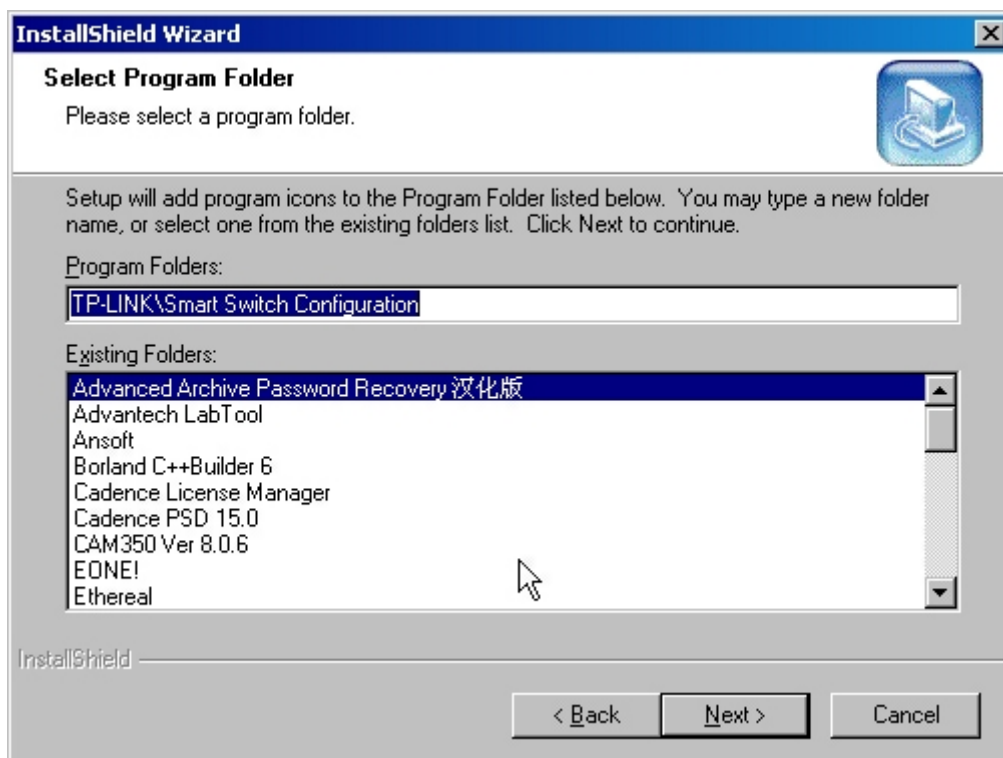 InstallShield Wizard
Select Program Folder
Please select a program folder.
Setup will add program icons to the Program Folder listed below.  You may type a new folder
name, or select one from the existing folders list.  Click Next to continue.
Program Folders:
TP-LINK\Smart Switch Configuration
Existing Folders:
Advanced Archive Password Recovery 汉化版
Advantech LabTool
Ansoft
Borland C++Builder 6
Cadence License Manager
Cadence PSD 15.0
CAM350 Ver 8.0.6
EONE!
Ethereal
InstallShield
< Back
Next >
Cancel